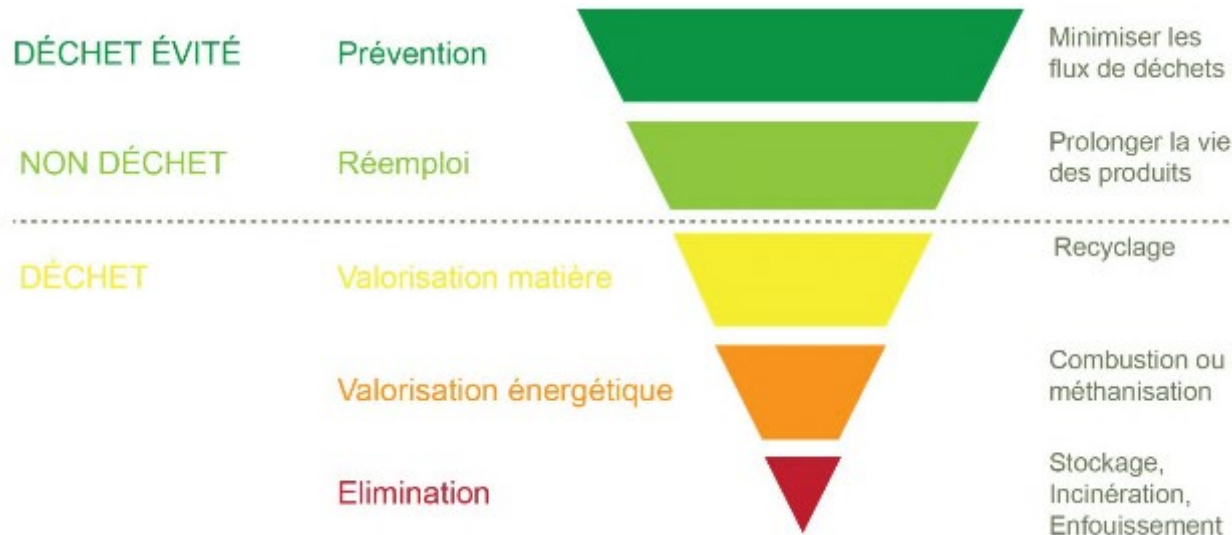 DÉCHET ÉVITÉ
Prévention
Minimiser les
flux de déchets
NON DÉCHET
Réemploi
Prolonger la vie
des produits
DÉCHET
Valorisation matière
Recyclage
Valorisation énergétique
Combustion ou
méthanisation
Elimination
Stockage,
Incinération,
Enfouissement